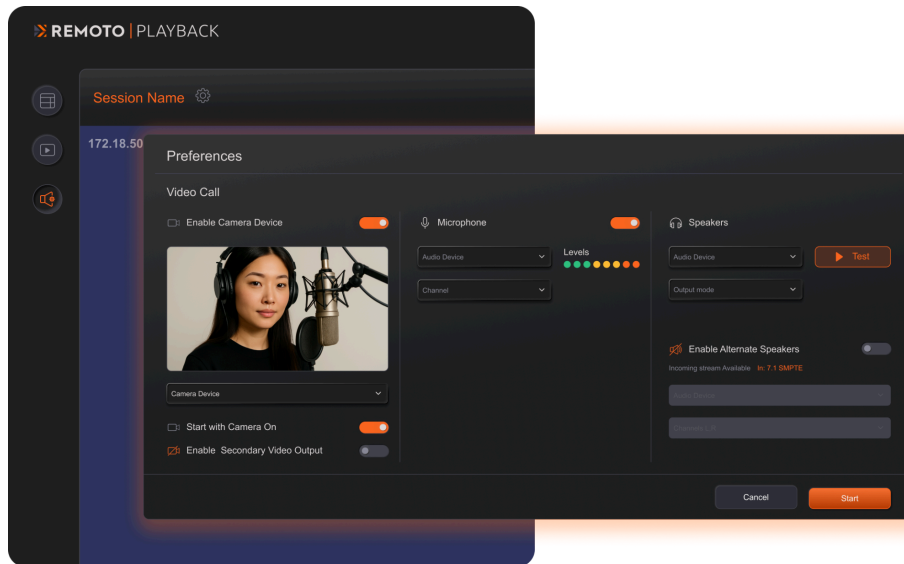 REMOTO | PLAYBACK
Session Name
172.18.50
Preferences
Video Call
Enable Camera Device
Microphone
Speakers
Audio Device
Levels
Audio Device
Test
Channel
Output mode
Enable Alternate Speakers
Incoming stream Available In: 7.1 SMPTE
Camera Device
Audio Device
Start with Camera On
Enable Secondary Video Output
Cancel
Start